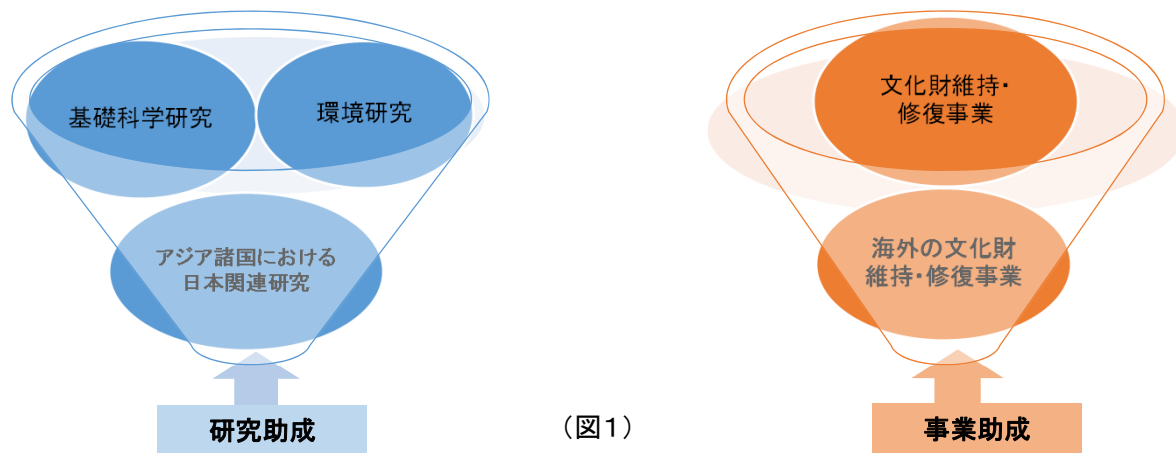 基礎科学研究
環境研究
アジア諸国における
日本関連研究
研究助成
(図1)
文化財維持・
修復事業
海外の文化財
維持・修復事業
事業助成